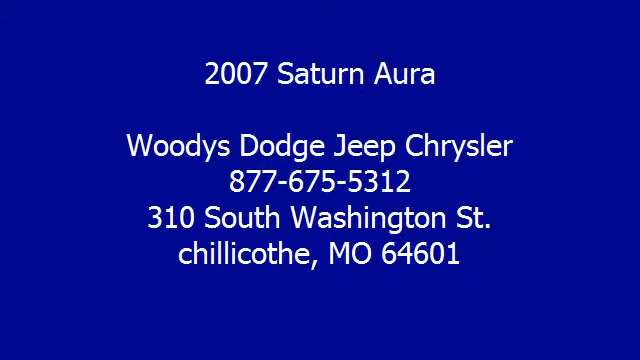 2007 Saturn Aura
Woodys Dodge Jeep Chrysler
877-675-5312
310 South Washington St.
chillicothe, MO 64601